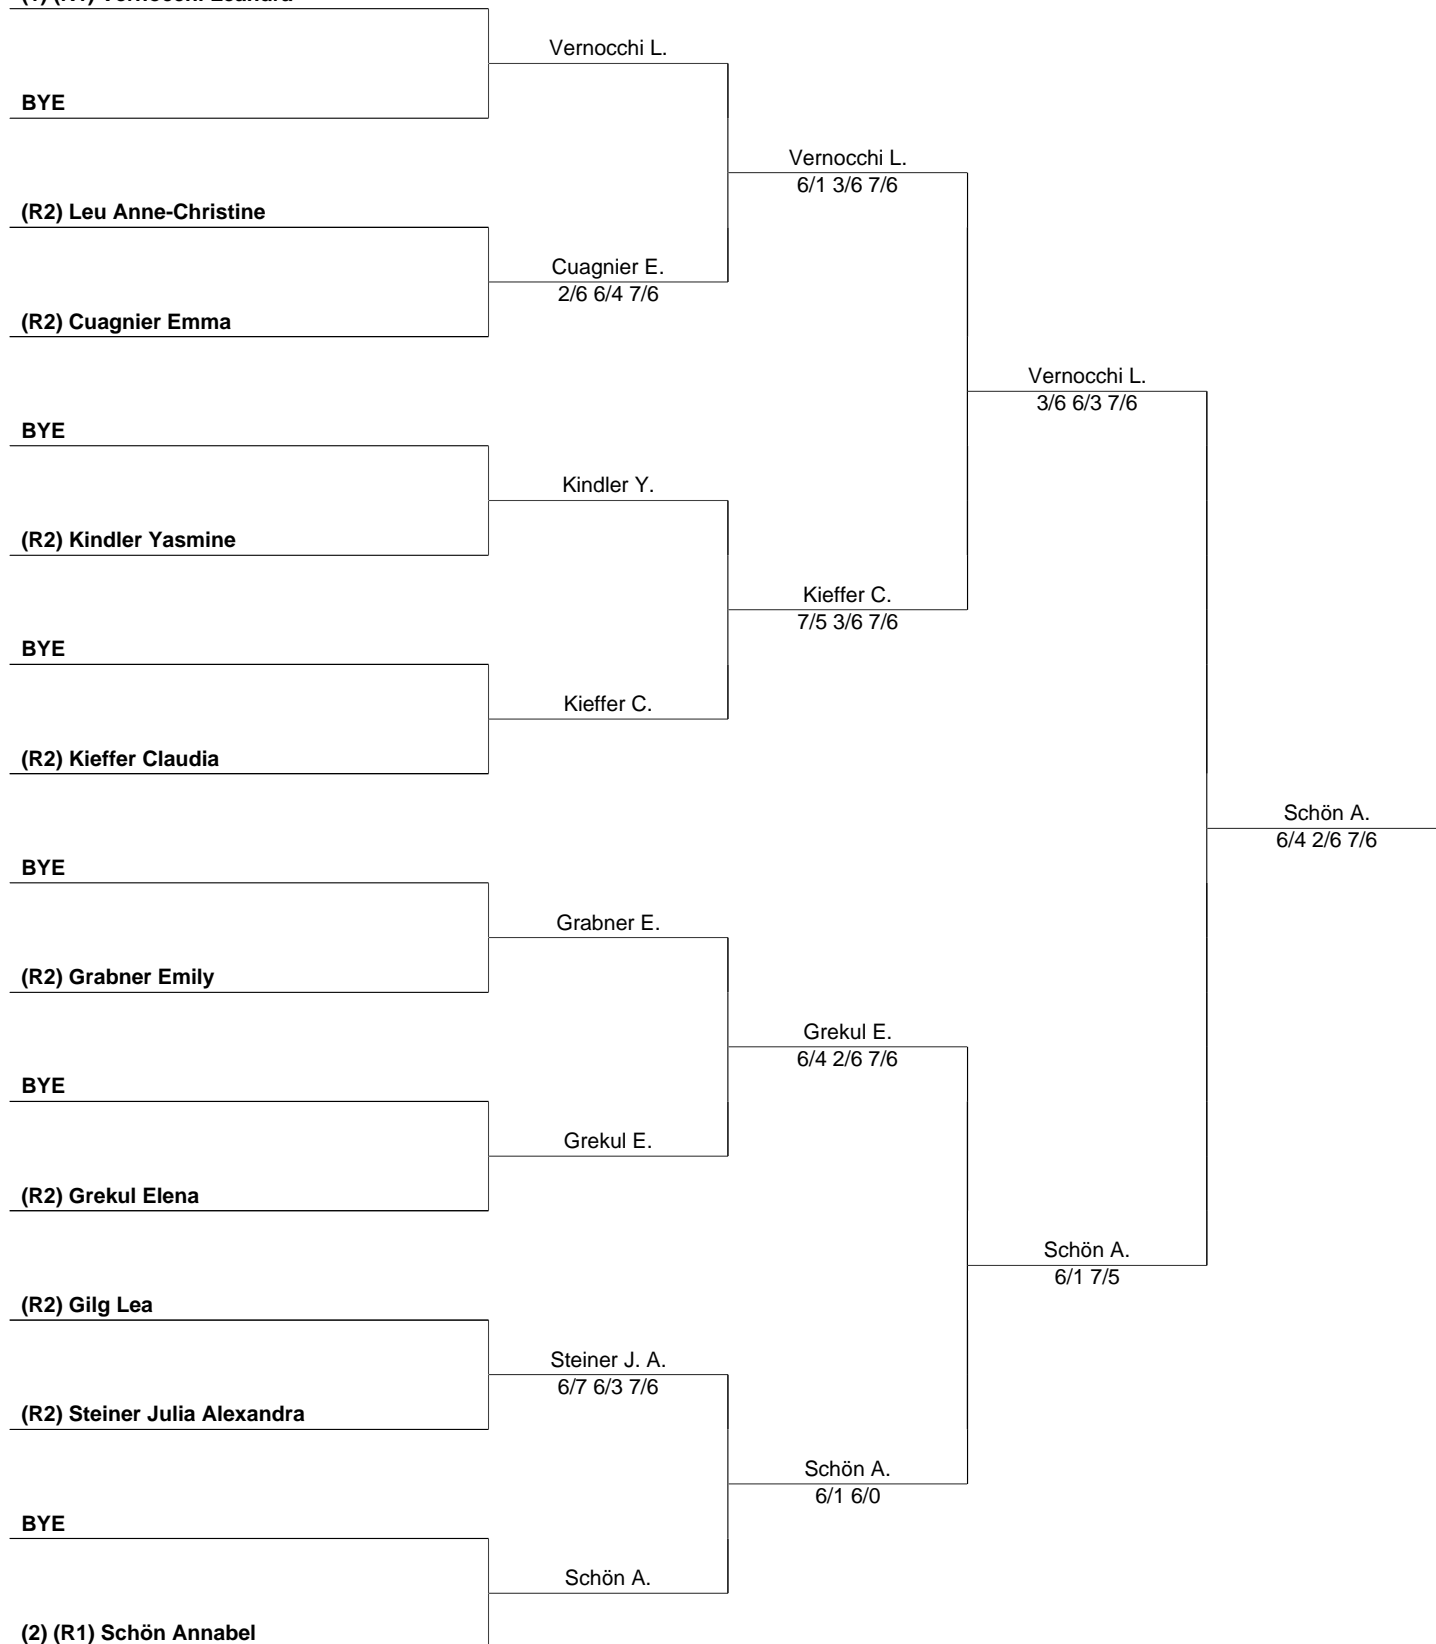 BYE
(R2) Leu Anne-Christine
(R2) Cuagnier Emma
BYE
(R2) Kindler Yasmine
BYE
(R2) Kieffer Claudia
BYE
(R2) Grabner Emily
BYE
(R2) Grekul Elena
(R2) Gilg Lea
(R2) Steiner Julia Alexandra
BYE
(2) (R1) Schön Annabel
Vernocchi L.
Cuagnier E.
2/6 6/4 7/6
Kindler Y.
Kieffer C.
Grabner E.
Grekul E.
Steiner J. A.
6/7 6/3 7/6
Schön A.
Vernocchi L.
6/1 3/6 7/6
Kieffer C.
7/5 3/6 7/6
Grekul E.
6/4 2/6 7/6
Schön A.
6/1 6/0
Vernocchi L.
3/6 6/3 7/6
Schön A.
6/1 7/5
Schön A.
6/4 2/6 7/6